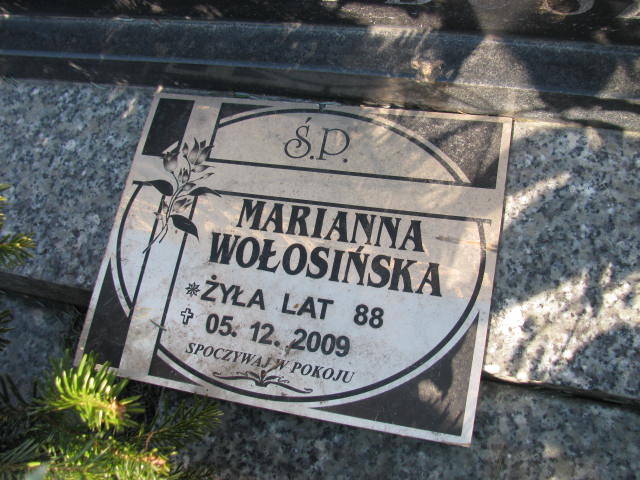 Ś.P.
MARIANNA
WOŁOSIŃSKA
ŻYŁA LAT 88
05. 12. 2009
SPOCZYWAJ W POKOJU